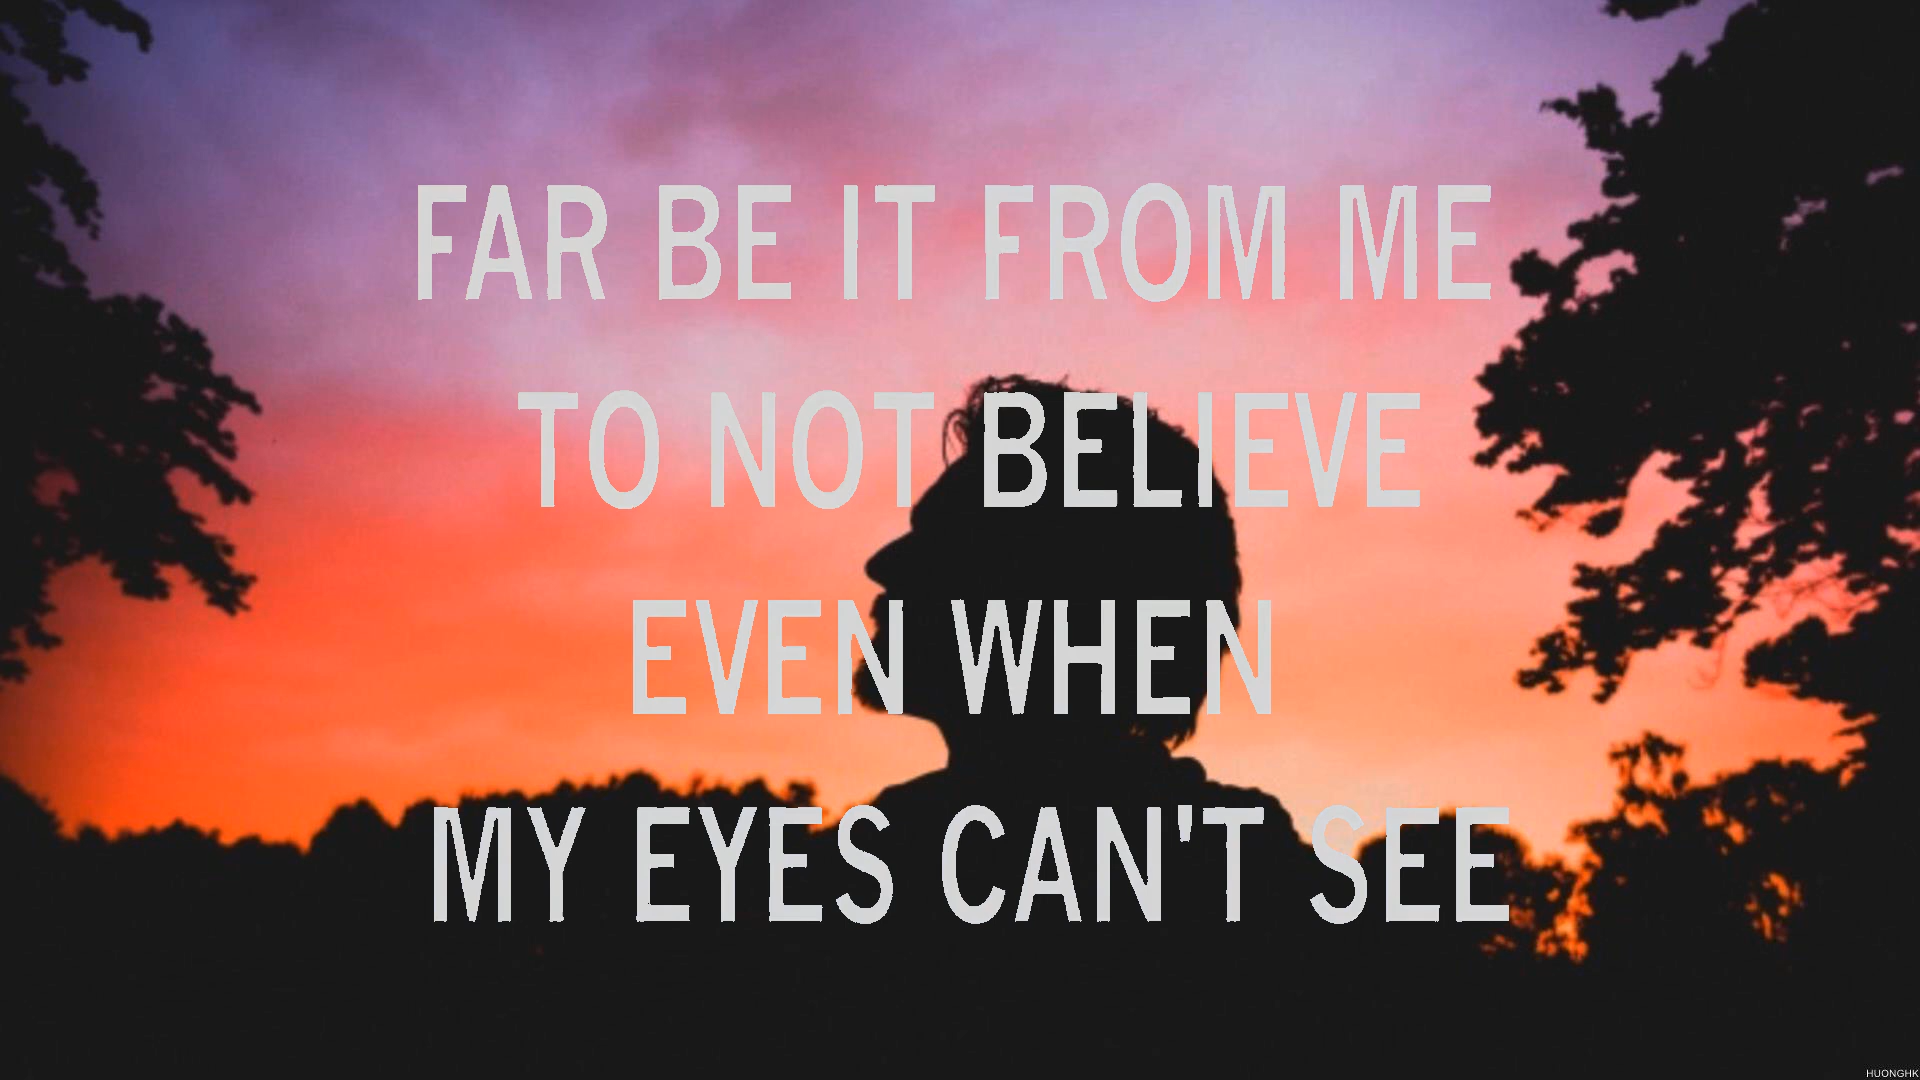 FAR BE IT FROM ME
TO NOT BELIEVE
EVEN WHEN
MY EYES CAN'T SEE
HUONGHK